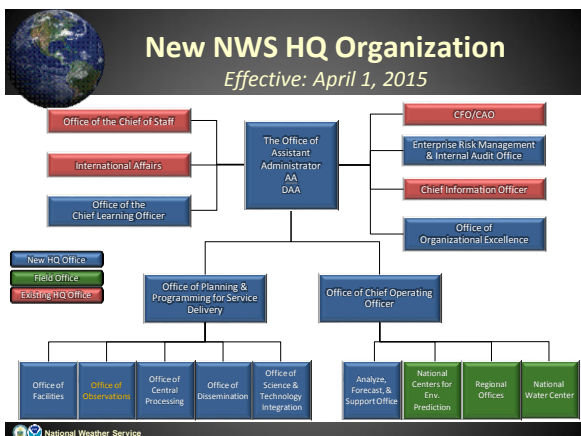 New NWS HQ Organization
Effective: April 1, 2015
Office of the Chief of Staff
International Affairs
Office of the
Chief Learning Officer
The Office of
Assistant
Administrator
AA
DAA
CFO/CAO
Enterprise Risk Management
& Internal Audit Office
Chief Information Officer
Office of
Organizational Excellence
New HQ Office
Field Office
Existing HQ Office
Office of Planning &
Programming for Service
Delivery
Office of Chief Operating
Officer
Office of
Facilities
Office of
Observations
Office of
Central
Processing
Office of
Dissemination
Office of
Science &
Technology
Integration
Analyze,
Forecast, &
Support Office
National
Centers for
Env.
Prediction
Regional
Offices
National
Water Center
National Weather Service